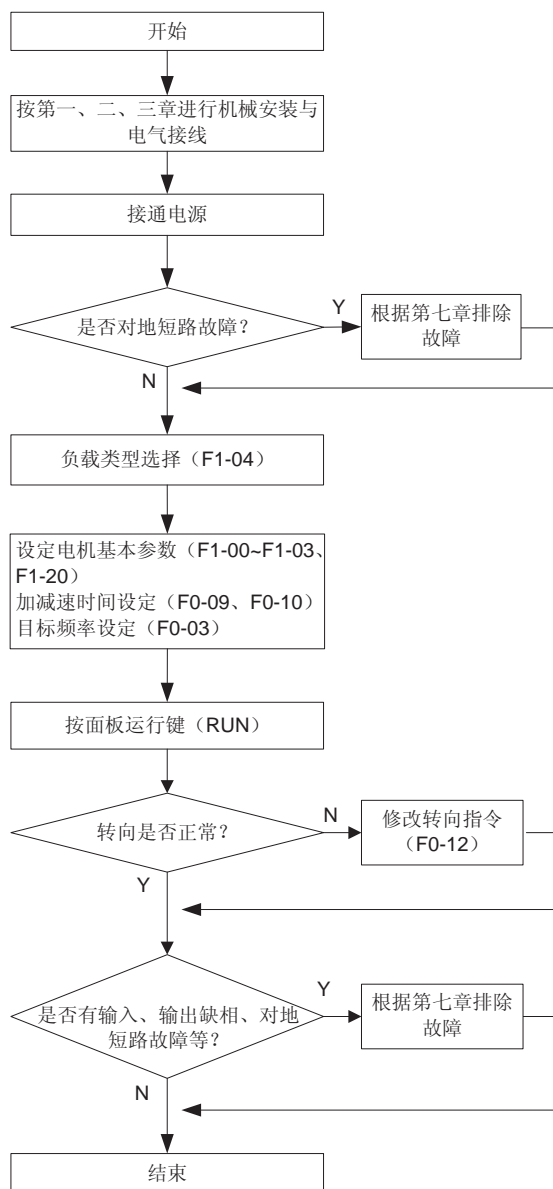 开始
按第一、二、三章进行机械安装与
电气接线
接通电源
是否对地短路故障？
Y
根据第七章排除
故障
N
负载类型选择（F1-04）
设定电机基本参数（F1-00~F1-03、
F1-20）
加减速时间设定（F0-09、F0-10）
目标频率设定（F0-03）
按面板运行键（RUN）
转向是否正常？
N
修改转向指令
（F0-12）
Y
是否有输入、输出缺相、对地
短路故障等？
Y
根据第七章排除
故障
N
结束